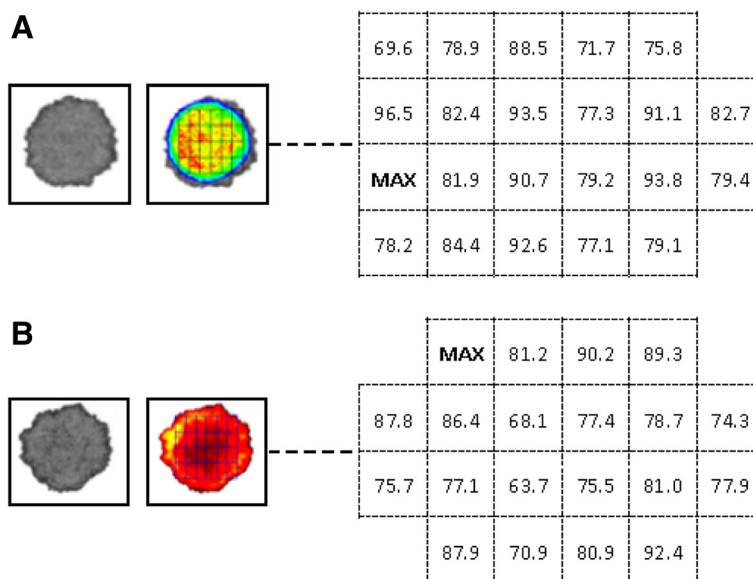 A
69.6 78.9 88.5 71.7 75.8
96.5 82.4 93.5 77.3 91.1 82.7
MAX 81.9 90.7 79.2 93.8 79.4
78.2 84.4 92.6 77.1 79.1
B
MAX 81.2 90.2 89.3
87.8 86.4 68.1 77.4 78.7 74.3
75.7 77.1 63.7 75.5 81.0 77.9
87.9 70.9 80.9 92.4